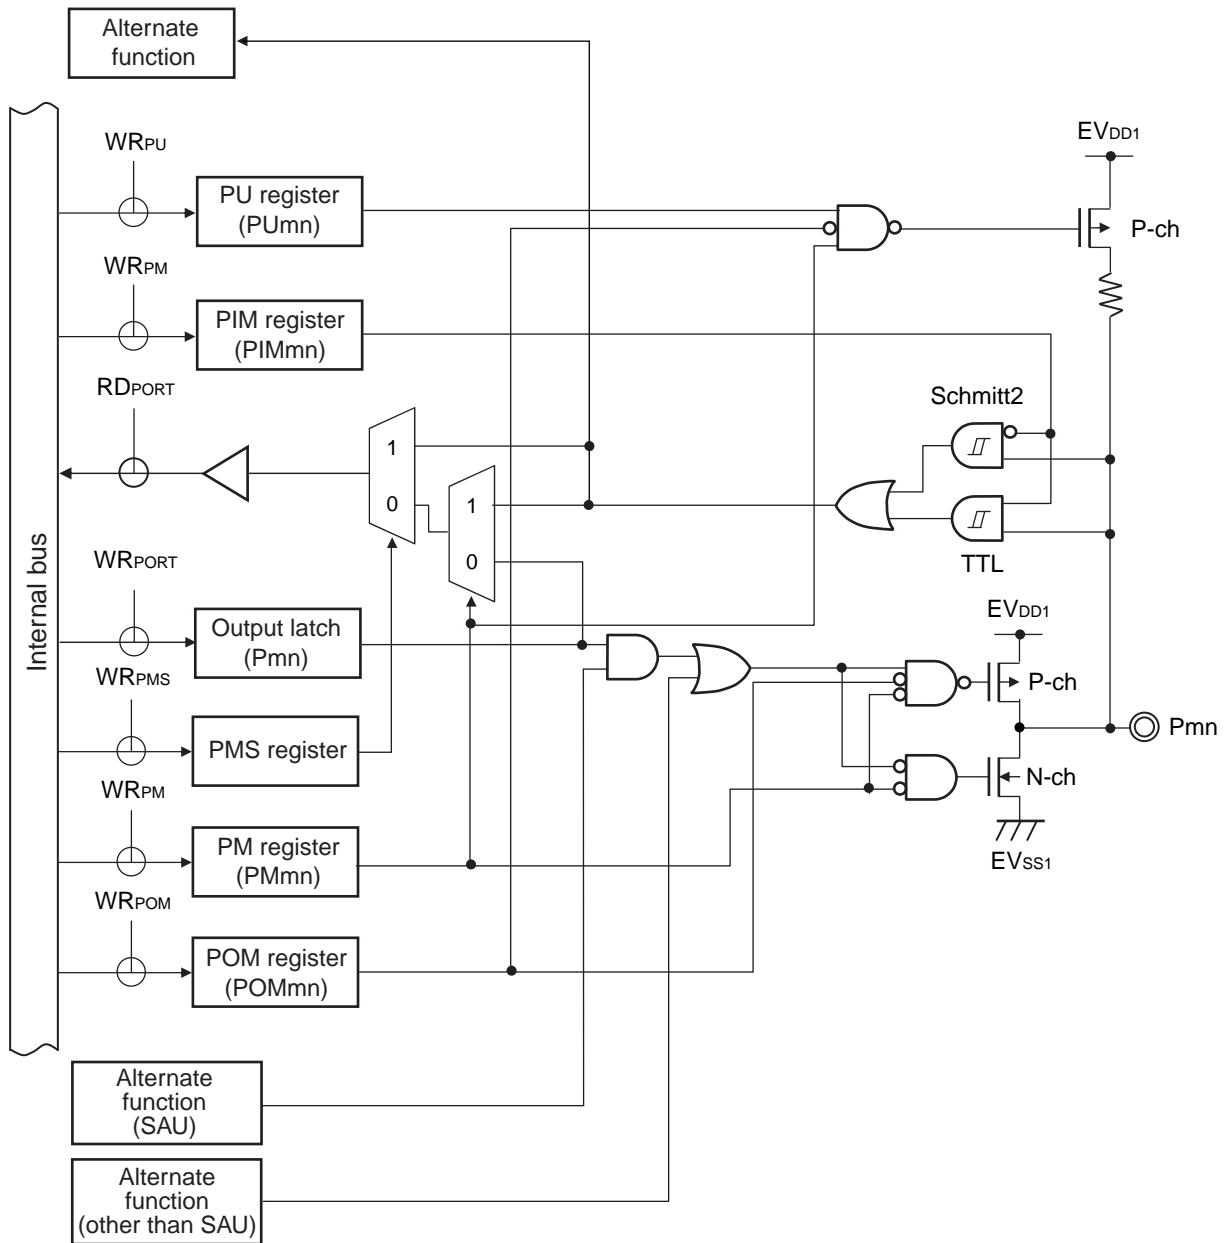 Alternate
function
WRPU
EVDD1
PU register
(PUmn)
P-ch
WRPM
PIM register
(PIMmn)
RDPORT
Schmitt2
1
0
1
0
TTL
WRPORT
EVDD1
Internal bus
Output latch
(Pmn)
WRPMS
P-ch
Pmn
PMS register
N-ch
WRPM
PM register
(PMmn)
EVSS1
WRPOM
POM register
(POMmn)
Alternate
function
(SAU)
Alternate
function
(other than SAU)